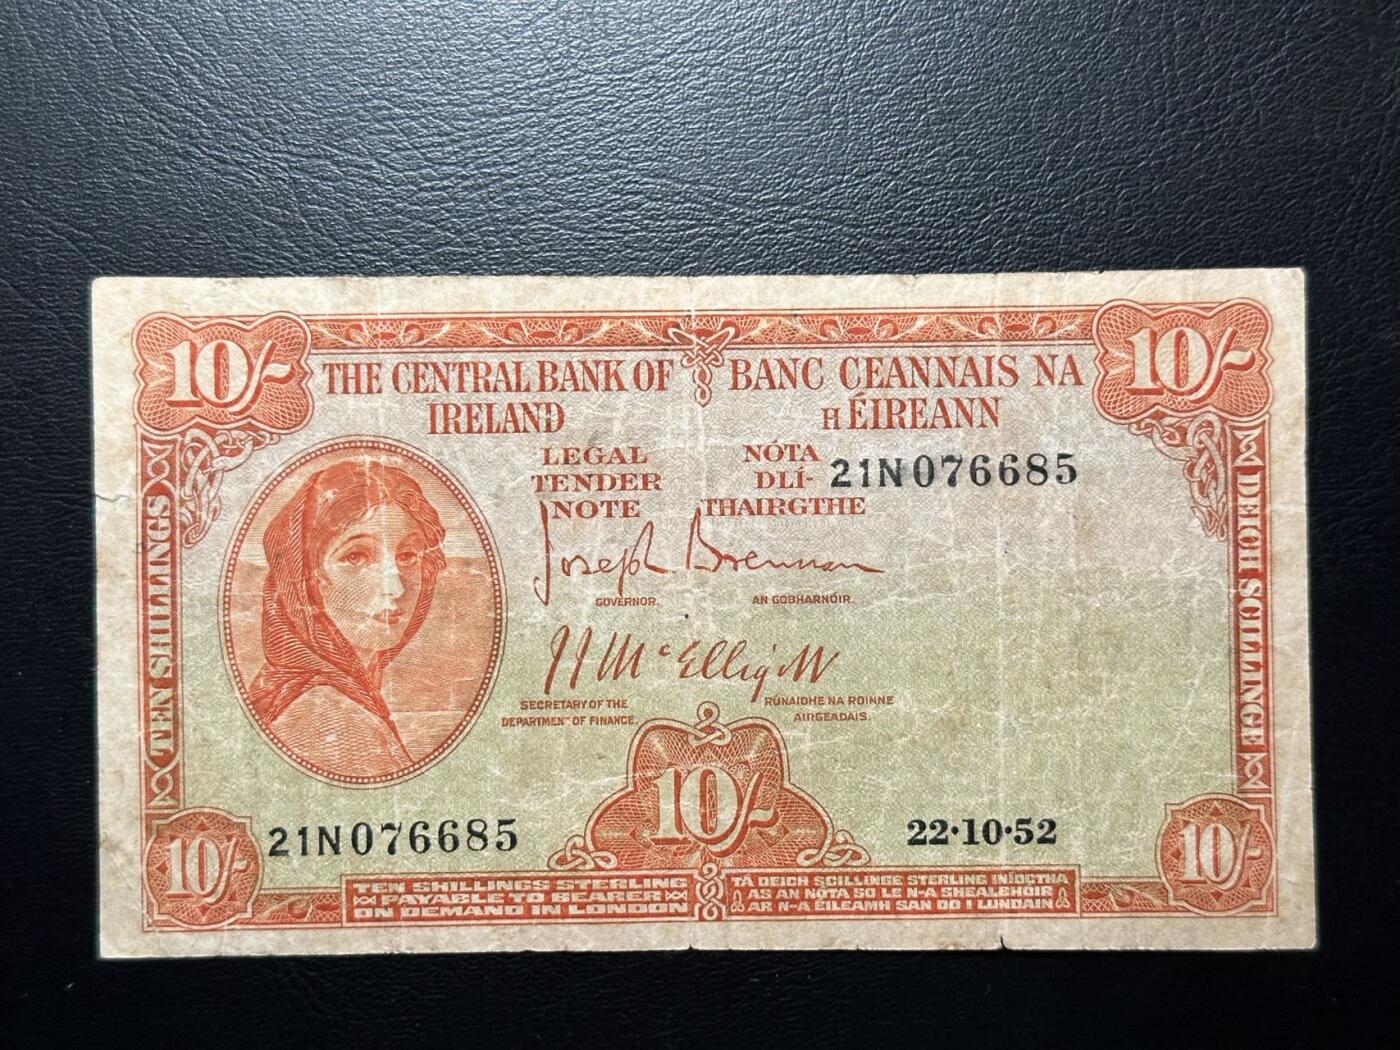 10/-
10/-
THE CENTRAL BANK OF
IRELAND
BANC CEANNAIS NA
H ÉIREANN
LEGAL
TENDER
NOTE
NÓTA
DLÍ-
THAIRGTHE
21N076685
Joseph Brennan
GOVERNOR.
AN GOBHARNÓIR.
JJ McElligott
SECRETARY OF THE
DEPARTMENT OF FINANCE.
RÚNAIDHE NA ROINNE
AIRGEADAIS.
TEN SHILLINGS
DEICH SCILLINGE
10/-
21N076685
22·10·52
10/-
10/-
TEN SHILLINGS STERLING
PAYABLE TO BEARER
ON DEMAND IN LONDON
TÁ DEICH SCILLINGE STERLING INÍOCTHA
AS AN NÓTA SO LE N-A SHEALBHÓIR
AR N-A ÉILEAMH SAN DO I LUNDAIN